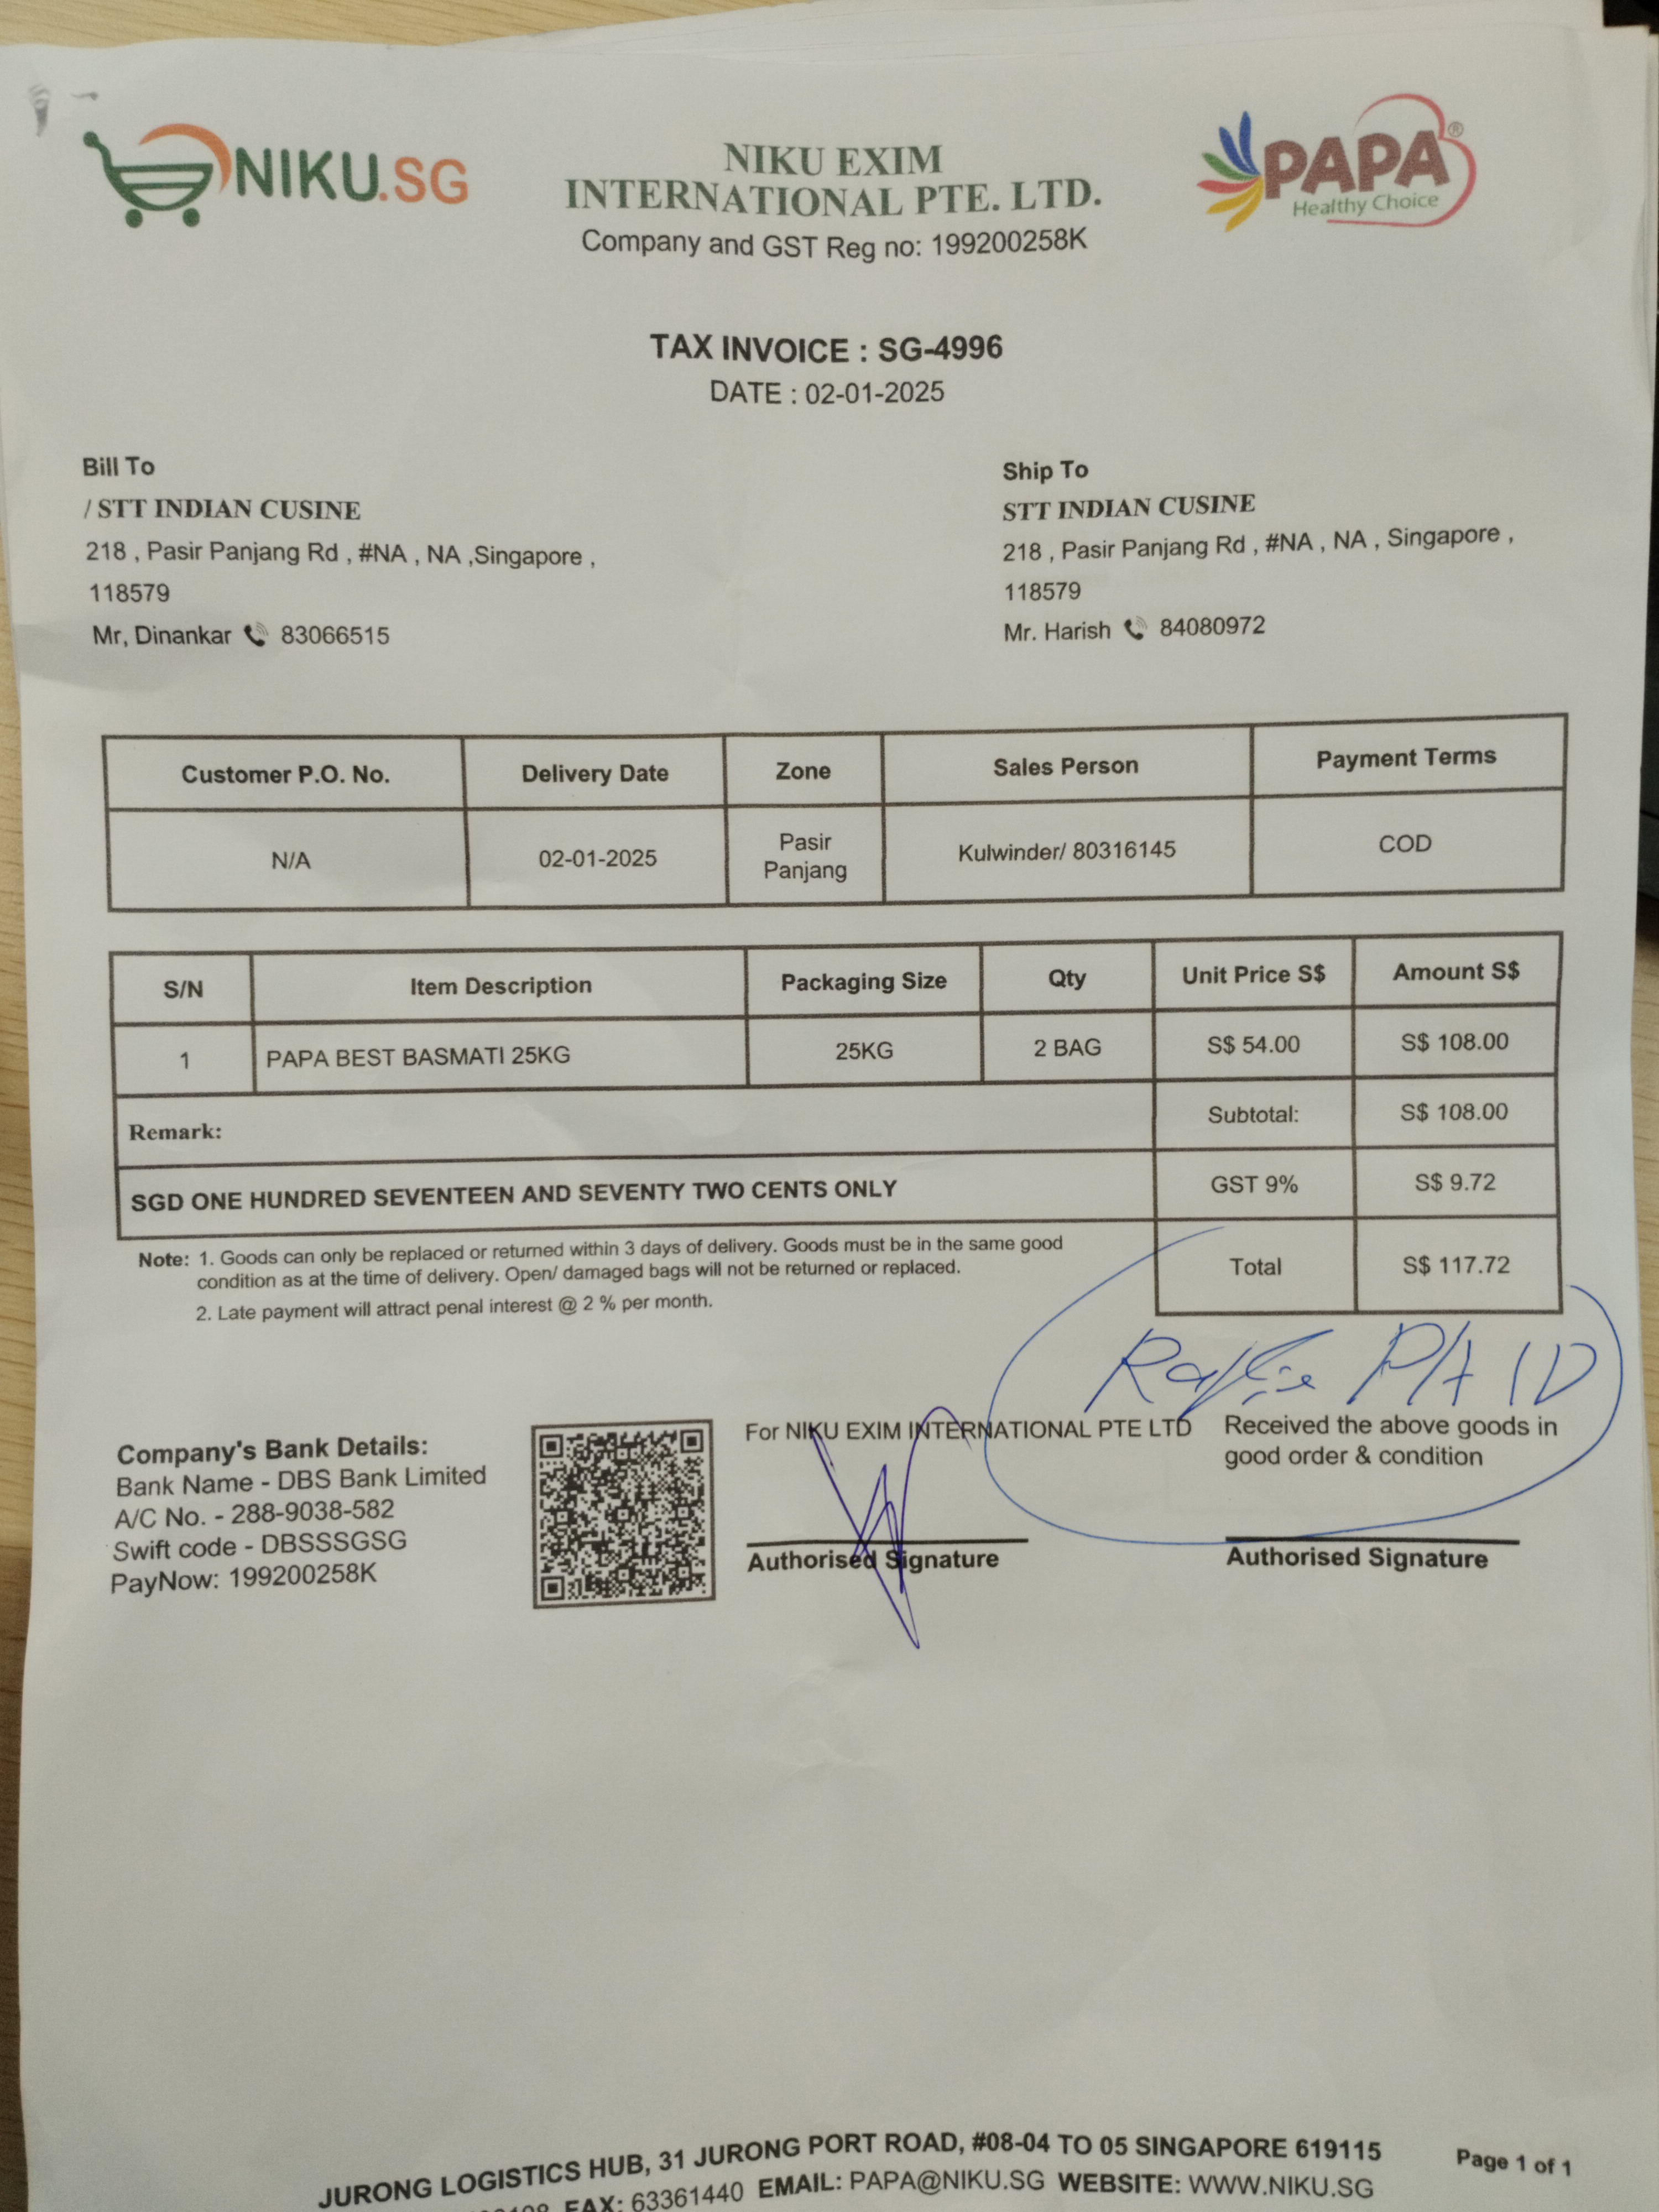 NIKU.SG
NIKU EXIM
INTERNATIONAL PTE. LTD.
Company and GST Reg no: 199200258K
PAPA®
Healthy Choice
TAX INVOICE : SG-4996
DATE : 02-01-2025
Bill To
/ STT INDIAN CUSINE
218 , Pasir Panjang Rd , #NA , NA ,Singapore ,
118579
Mr, Dinankar 83066515
Ship To
STT INDIAN CUSINE
218 , Pasir Panjang Rd , #NA , NA , Singapore ,
118579
Mr. Harish 84080972
Customer P.O. No. Delivery Date Zone Sales Person Payment Terms
N/A 02-01-2025 Pasir Panjang Kulwinder/ 80316145 COD
S/N Item Description Packaging Size Qty Unit Price S$ Amount S$
1 PAPA BEST BASMATI 25KG 25KG 2 BAG S$ 54.00 S$ 108.00
Remark: Subtotal: S$ 108.00
SGD ONE HUNDRED SEVENTEEN AND SEVENTY TWO CENTS ONLY GST 9% S$ 9.72
Total S$ 117.72
Note: 1. Goods can only be replaced or returned within 3 days of delivery. Goods must be in the same good
condition as at the time of delivery. Open/ damaged bags will not be returned or replaced.
2. Late payment will attract penal interest @ 2 % per month.
PAID
Company's Bank Details:
Bank Name - DBS Bank Limited
A/C No. - 288-9038-582
Swift code - DBSSSGSG
PayNow: 199200258K
For NIKU EXIM INTERNATIONAL PTE LTD
Authorised Signature
Received the above goods in
good order & condition
Authorised Signature
JURONG LOGISTICS HUB, 31 JURONG PORT ROAD, #08-04 TO 05 SINGAPORE 619115
FAX: 63361440 EMAIL: PAPA@NIKU.SG WEBSITE: WWW.NIKU.SG
Page 1 of 1